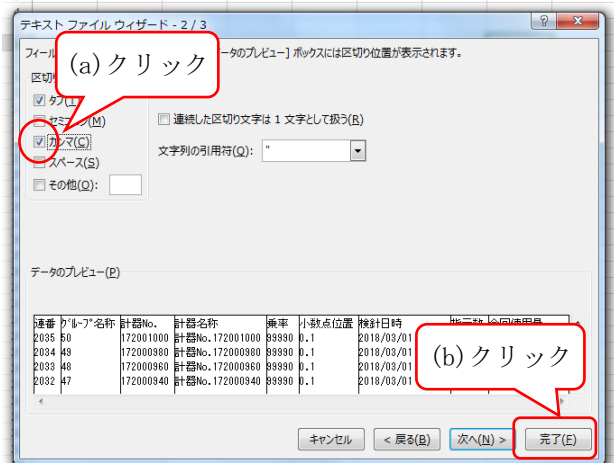 テキスト ファイル ウィザード - 2 / 3
フィール
データのプレビュー] ボックスには区切り位置が表示されます。
(a)クリック
区切
タブ(T)
セミコロン(M)
連続した区切り文字は 1 文字として扱う(R)
カンマ(C)
文字列の引用符(Q): "
スペース(S)
その他(O):
データのプレビュー(P)
連番 ｸﾞﾙｰﾌﾟ名称 計器No. 計器名称 乗率 小数点位置 検針日時 指示数 今回使用量
2035 50 172001000 計器No.172001000 99990 0.1 2018/03/01
2034 49 172000980 計器No.172000980 99990 0.1 2018/03/01
2033 48 172000960 計器No.172000960 99990 0.1 2018/03/01
2032 47 172000940 計器No.172000940 99990 0.1 2018/03/01
(b)クリック
キャンセル < 戻る(B) 次へ(N) > 完了(F)